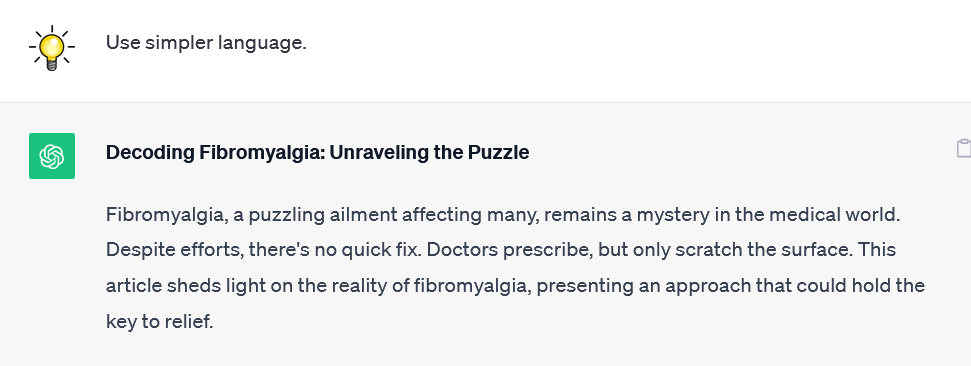 Use simpler language.
Decoding Fibromyalgia: Unraveling the Puzzle
Fibromyalgia, a puzzling ailment affecting many, remains a mystery in the medical world.
Despite efforts, there's no quick fix. Doctors prescribe, but only scratch the surface. This
article sheds light on the reality of fibromyalgia, presenting an approach that could hold the
key to relief.